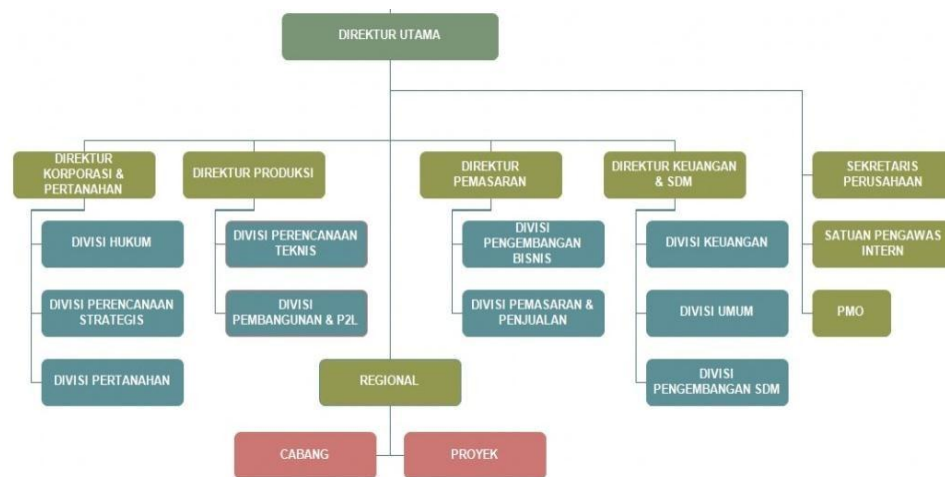 DIREKTUR UTAMA
DIREKTUR
KORPORASI &
PERTANAHAN
DIREKTUR PRODUKSI
DIREKTUR
PEMASARAN
DIREKTUR KEUANGAN
& SDM
SEKRETARIS
PERUSAHAAN
DIVISI HUKUM
DIVISI PERENCANAAN
TEKNIS
DIVISI
PENGEMBANGAN
BISNIS
DIVISI KEUANGAN
SATUAN PENGAWAS
INTERN
DIVISI PERENCANAAN
STRATEGIS
DIVISI
PEMBANGUNAN & P2L
DIVISI PEMASARAN &
PENJUALAN
DIVISI UMUM
PMO
DIVISI PERTANAHAN
REGIONAL
DIVISI
PENGEMBANGAN SDM
CABANG
PROYEK